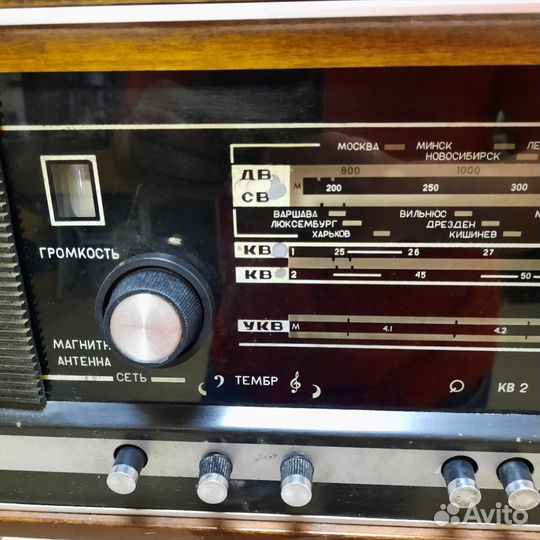 МОСКВА МИНСК ЛЕ
НОВОСИБИРСК
ДВ 800 1000
М 200 250 300
СВ
ВАРШАВА ВИЛЬНЮС М
ЛЮКСЕМБУРГ ДРЕЗДЕН
ХАРЬКОВ КИШИНЕВ
ГРОМКОСТЬ
КВ 1 25 26 27
КВ 2 45 50
УКВ М 4.1 4.2
МАГНИТН
АНТЕННА
СЕТЬ
ТЕМБР
КВ 2
Avito